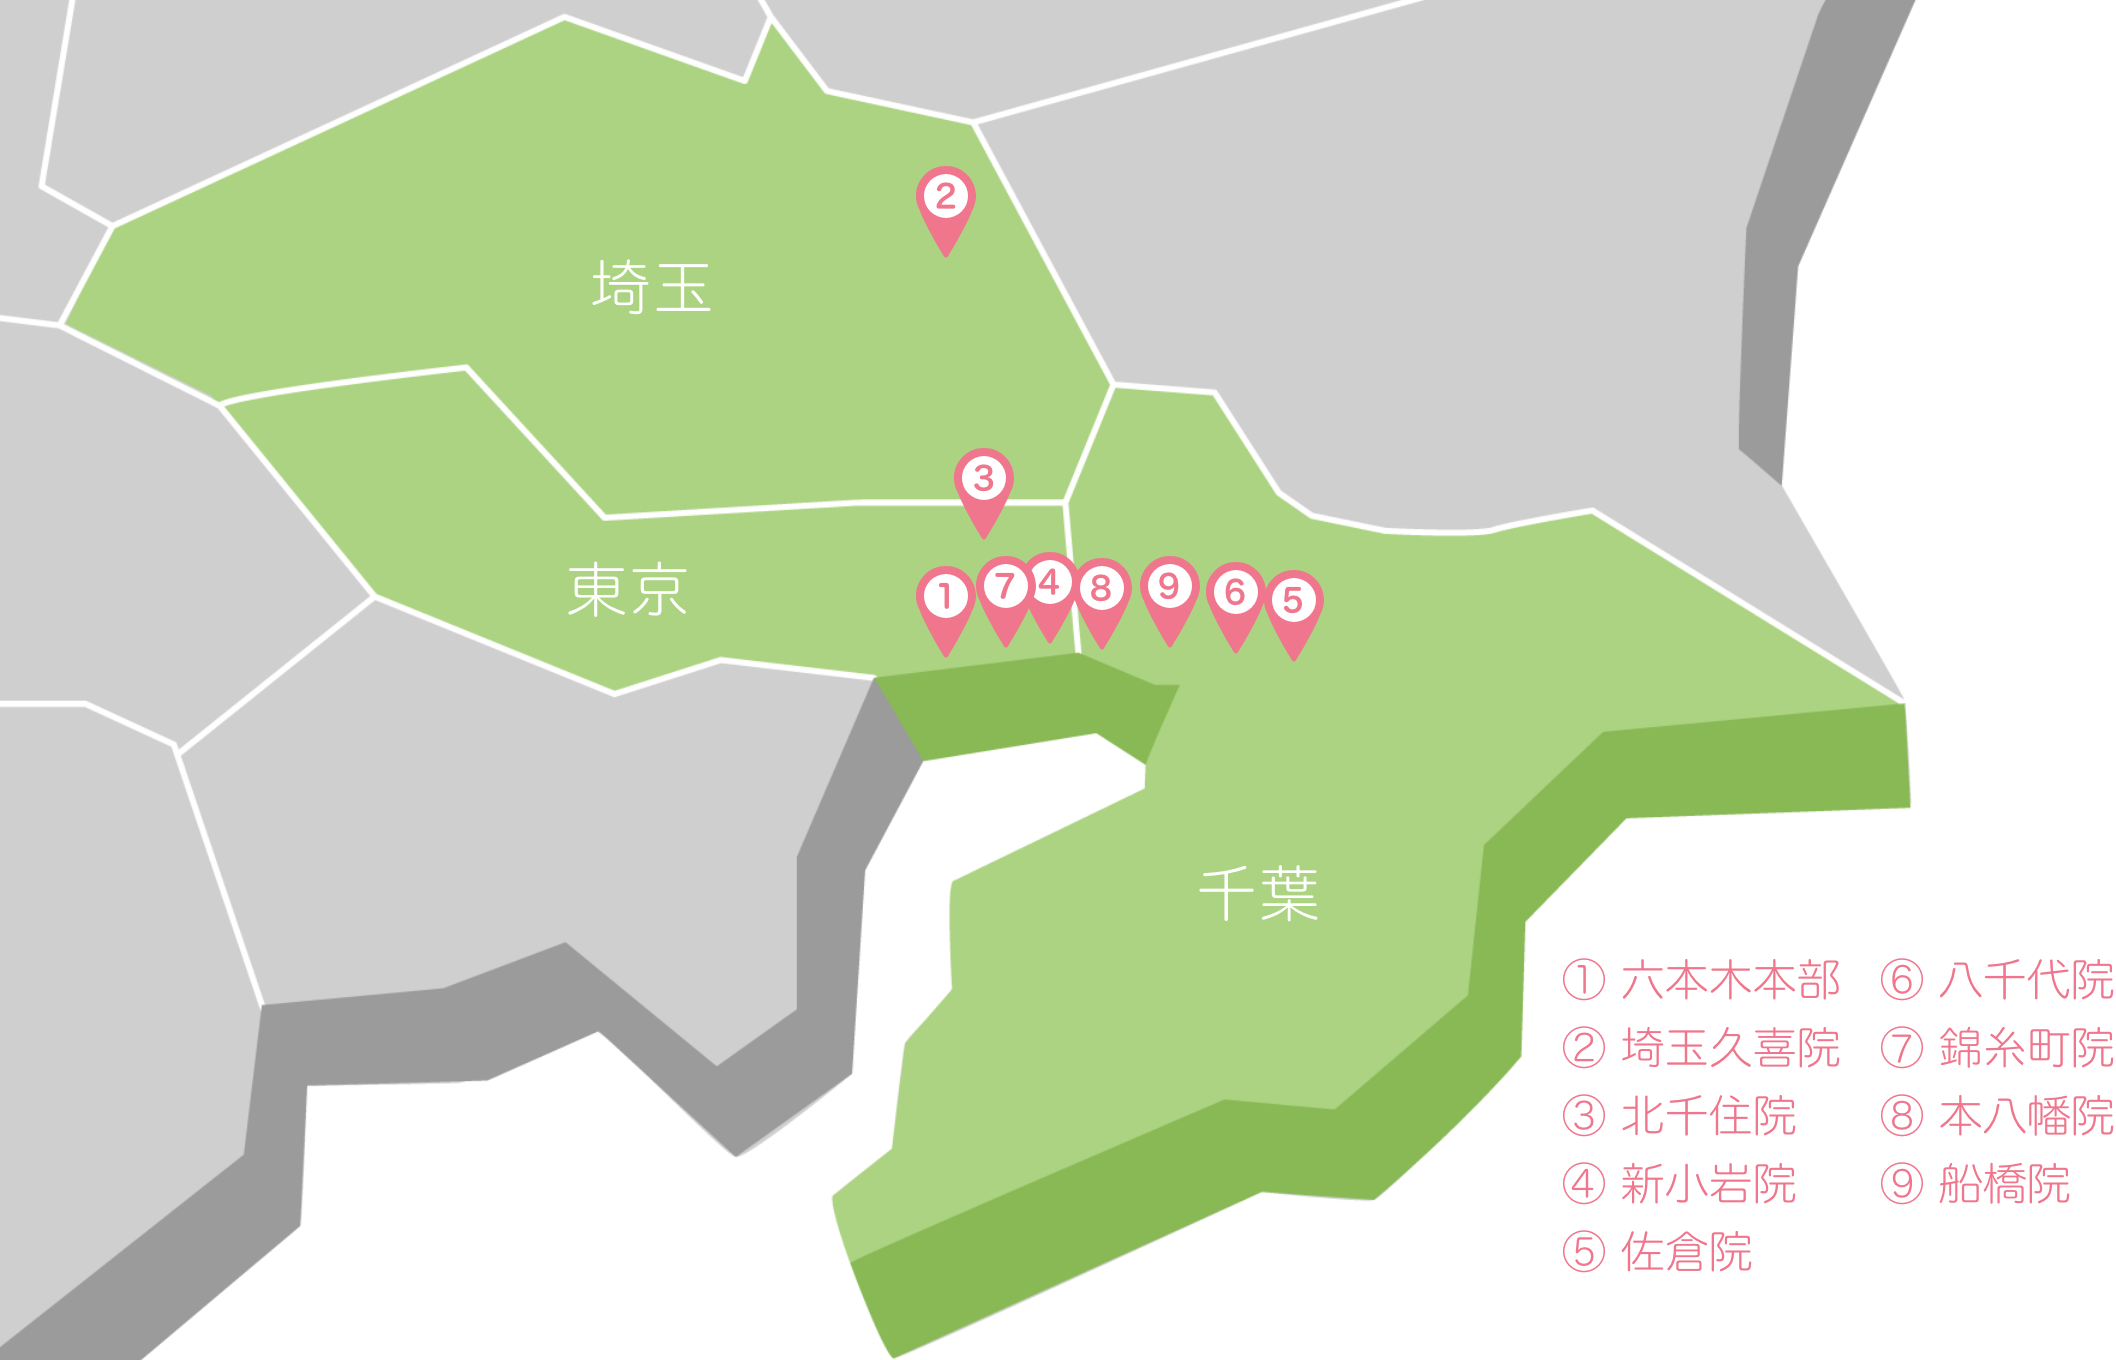 ②
埼玉
③
東京
①
⑦
④
⑧
⑨
⑥
⑤
千葉
① 六本木本部
② 埼玉久喜院
③ 北千住院
④ 新小岩院
⑤ 佐倉院
⑥ 八千代院
⑦ 錦糸町院
⑧ 本八幡院
⑨ 船橋院